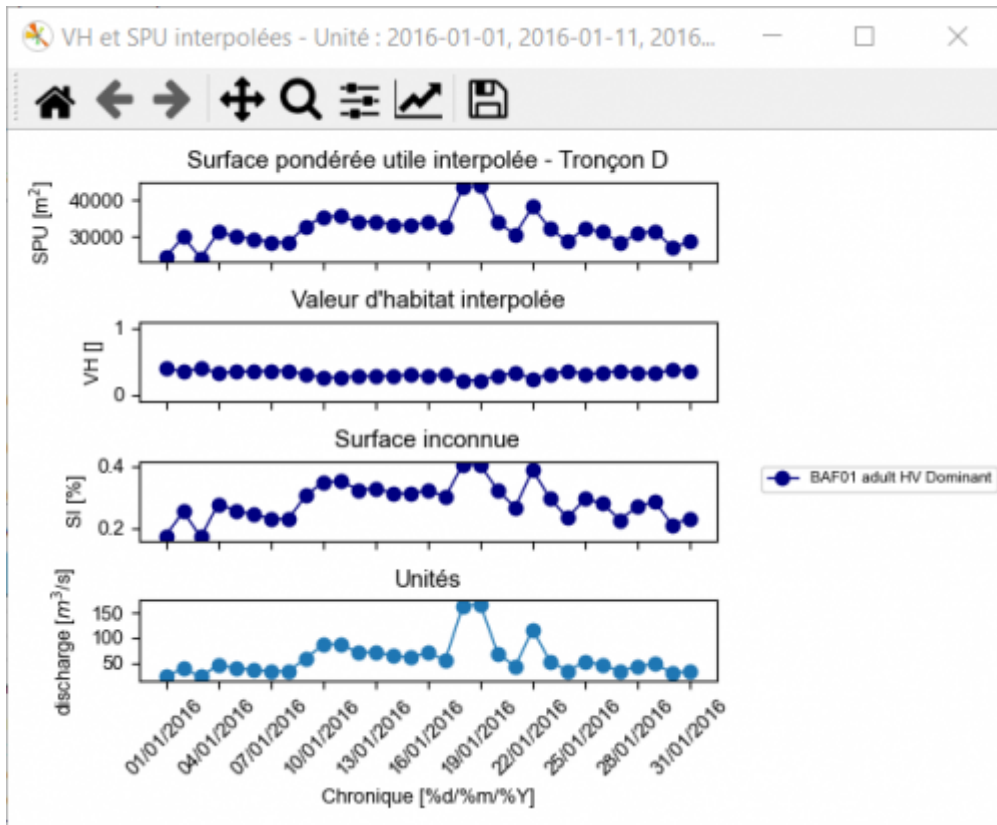 VH et SPU interpolées - Unité : 2016-01-01, 2016-01-11, 2016...
Surface pondérée utile interpolée - Tronçon D
SPU [m²]
40000
30000
Valeur d'habitat interpolée
VH []
1
0
Surface inconnue
SI [%]
0.4
0.2
BAF01 adult HV Dominant
Unités
discharge [m³/s]
150
100
50
01/01/2016
04/01/2016
07/01/2016
10/01/2016
13/01/2016
16/01/2016
19/01/2016
22/01/2016
25/01/2016
28/01/2016
31/01/2016
Chronique [%d/%m/%Y]